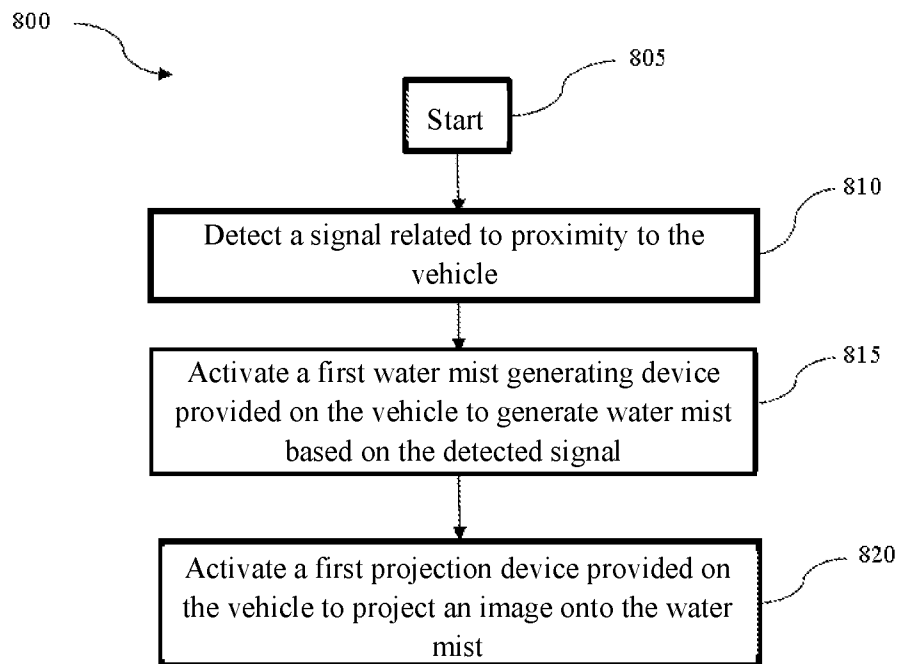 800
805
Start
810
Detect a signal related to proximity to the
vehicle
815
Activate a first water mist generating device
provided on the vehicle to generate water mist
based on the detected signal
820
Activate a first projection device provided on
the vehicle to project an image onto the water
mist